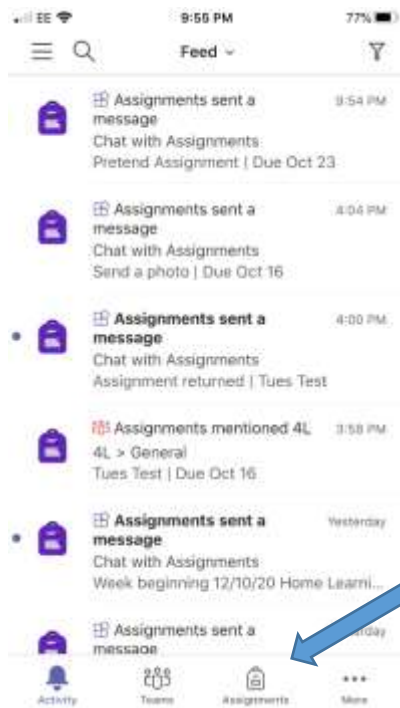 EE 9:55 PM 77%
Feed
Assignments sent a 9:54 PM
message
Chat with Assignments
Pretend Assignment | Due Oct 23
Assignments sent a 4:04 PM
message
Chat with Assignments
Send a photo | Due Oct 16
Assignments sent a 4:00 PM
message
Chat with Assignments
Assignment returned | Tues Test
Assignments mentioned 4L 3:58 PM
4L > General
Tues Test | Due Oct 16
Assignments sent a Yesterday
message
Chat with Assignments
Week beginning 12/10/20 Home Learni...
Assignments sent a
message
Activity Teams Assignments More